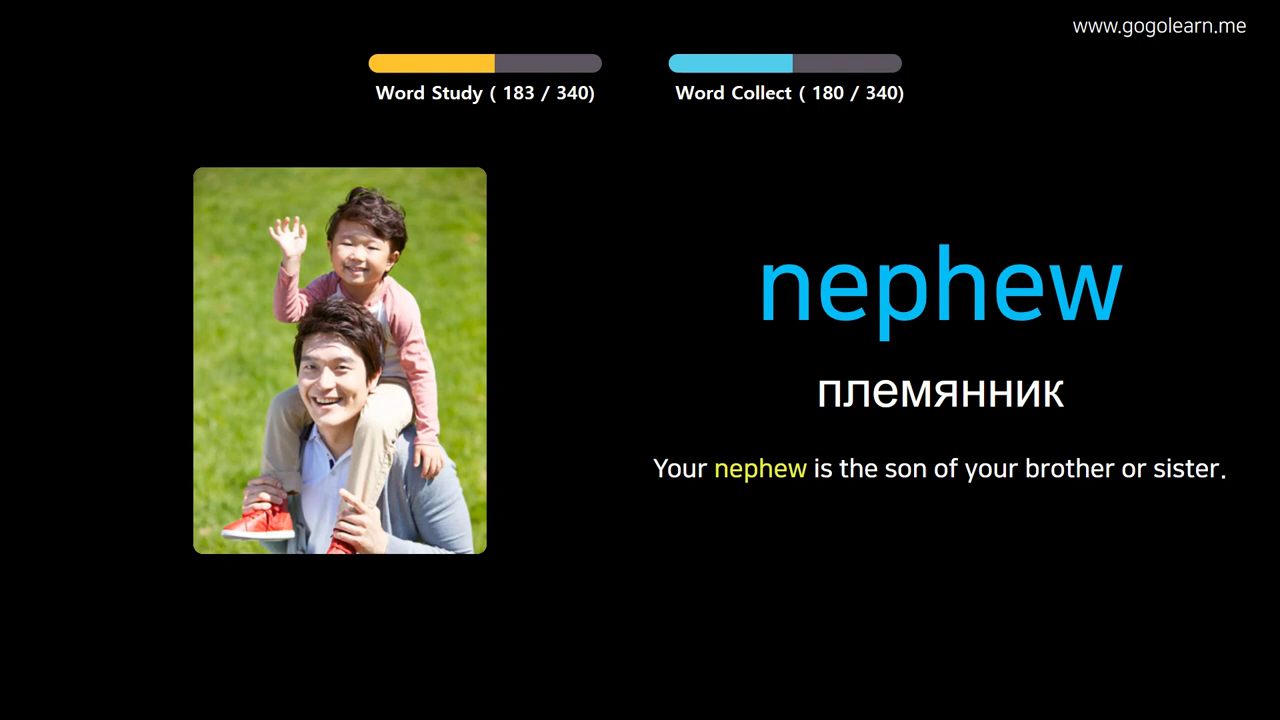 www.gogolearn.me
Word Study ( 183 / 340)
Word Collect ( 180 / 340)
nephew
племянник
Your nephew is the son of your brother or sister.